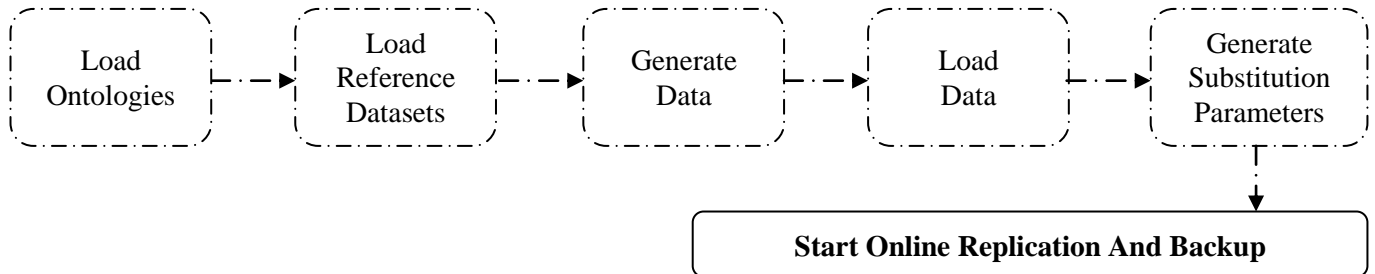 Load
Ontologies
Load
Reference
Datasets
Generate
Data
Load
Data
Generate
Substitution
Parameters
Start Online Replication And Backup